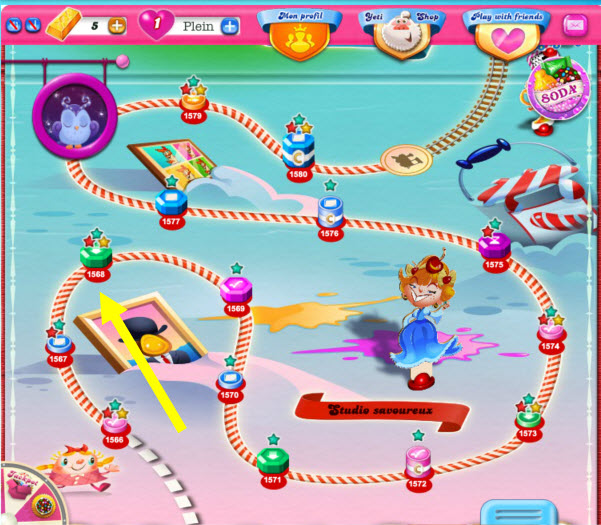 5
1
Plein
Mon profil
Yeti Shop
Play with friends
SODA
1579
1580
1577
1576
1575
1568
1569
1574
1567
1570
Studio savoureux
1566
1573
1571
1572
Jackpot